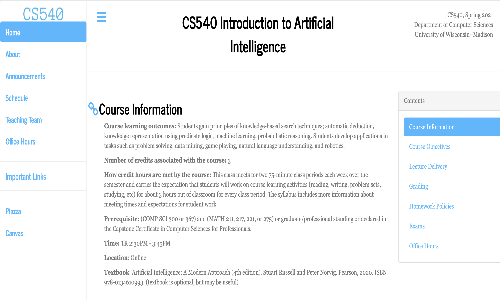 CS540
Home
About
Announcements
Schedule
Teaching Team
Office Hours
Important Links
Piazza
Canvas
CS540 Introduction to Artificial
Intelligence
CS540, Spring
Department of Computer Sciences
University of Wisconsin–Madison
Course Information
Course learning outcomes: Students gain principles of knowledge-based search techniques; automatic deduction,
knowledge representation using predicate logic, machine learning, probabilistic reasoning. Students develop applications in
tasks such as problem solving, data mining, game playing, natural language understanding, and robotics.
Number of credits associated with the course: 3
How credit hours are met by the course: This class meets for two 75-minute class periods each week over the
semester and carries the expectation that students will work on course learning activities (reading, writing, problem sets,
studying, etc) for about 3 hours out of classroom for every class period. The syllabus includes more information about
meeting times and expectations for student work.
Prerequisite: (COMP SCI 300 or 367) and (MATH 211, 217, 221, or 275) or graduate/professional standing or declared in
the Capstone Certificate in Computer Sciences for Professionals.
Time: TR 2:30PM - 3:45PM
Location: Online
Textbook: Artificial Intelligence: A Modern Approach (4th edition). Stuart Russell and Peter Norvig. Pearson, 2020. ISBN
(textbook is optional, but may be useful)
Contents
Course Information
Course Objectives
Lecture Delivery
Grading
Homework Policies
Exams
Office Hours